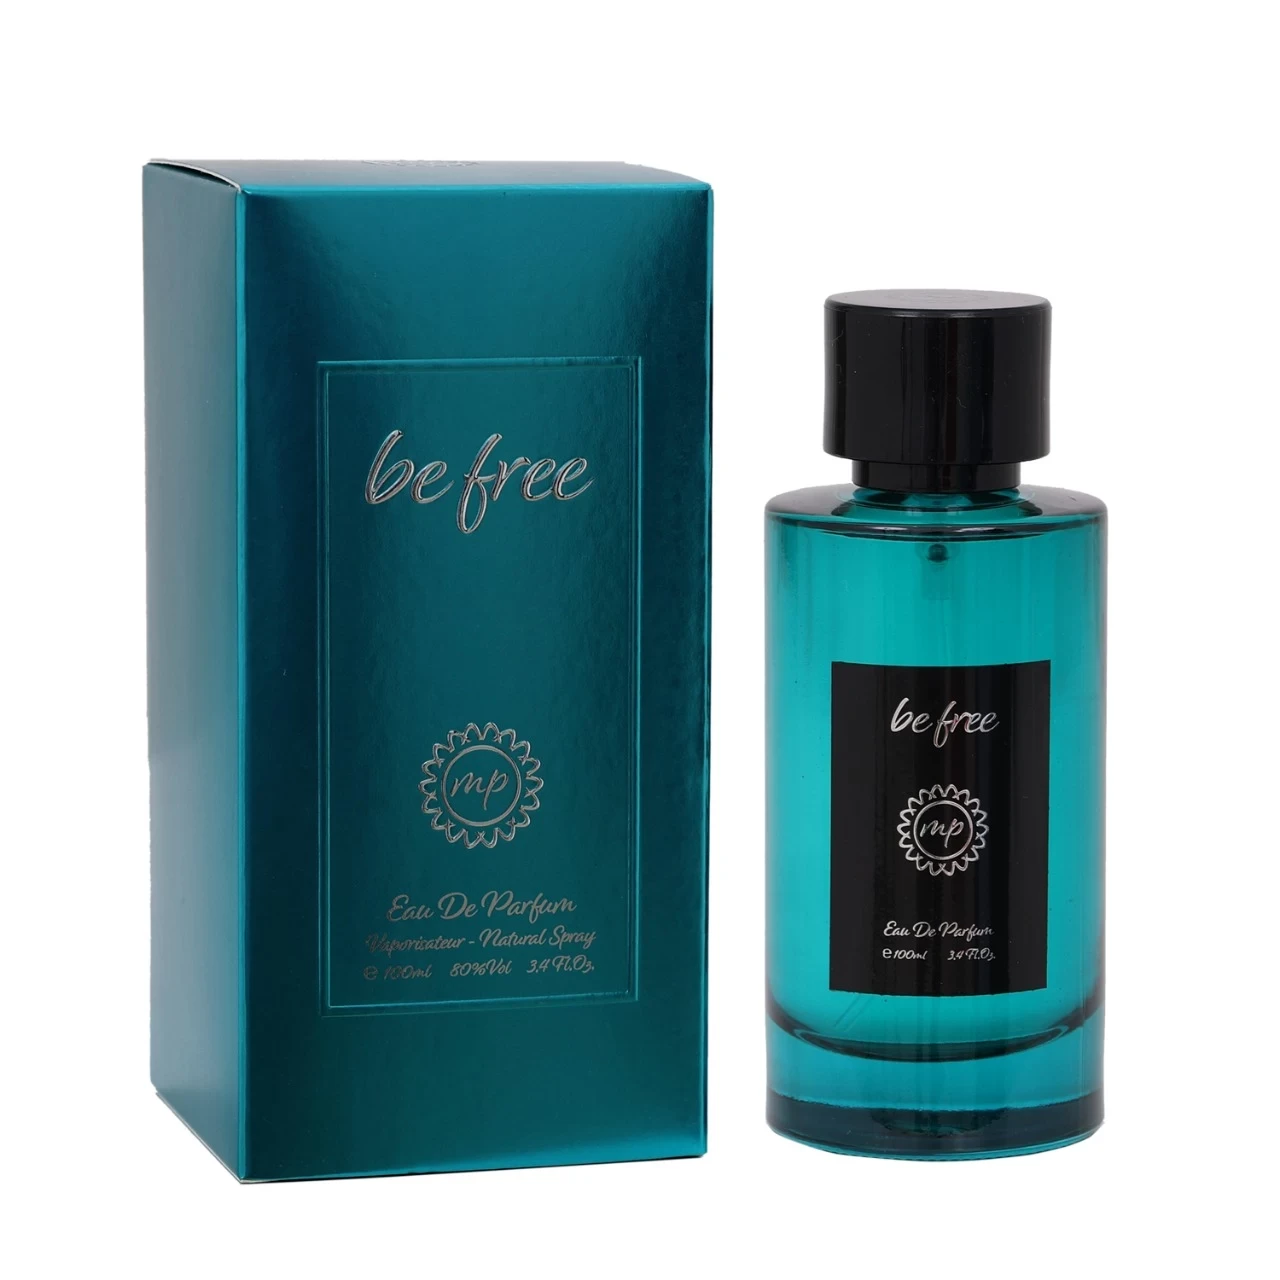 be free
mp
Eau De Parfum
Vaporisateur - Natural Spray
e 100ml 80%Vol 3.4 Fl.Oz.
be free
mp
Eau De Parfum
e 100ml 3.4 Fl.Oz.